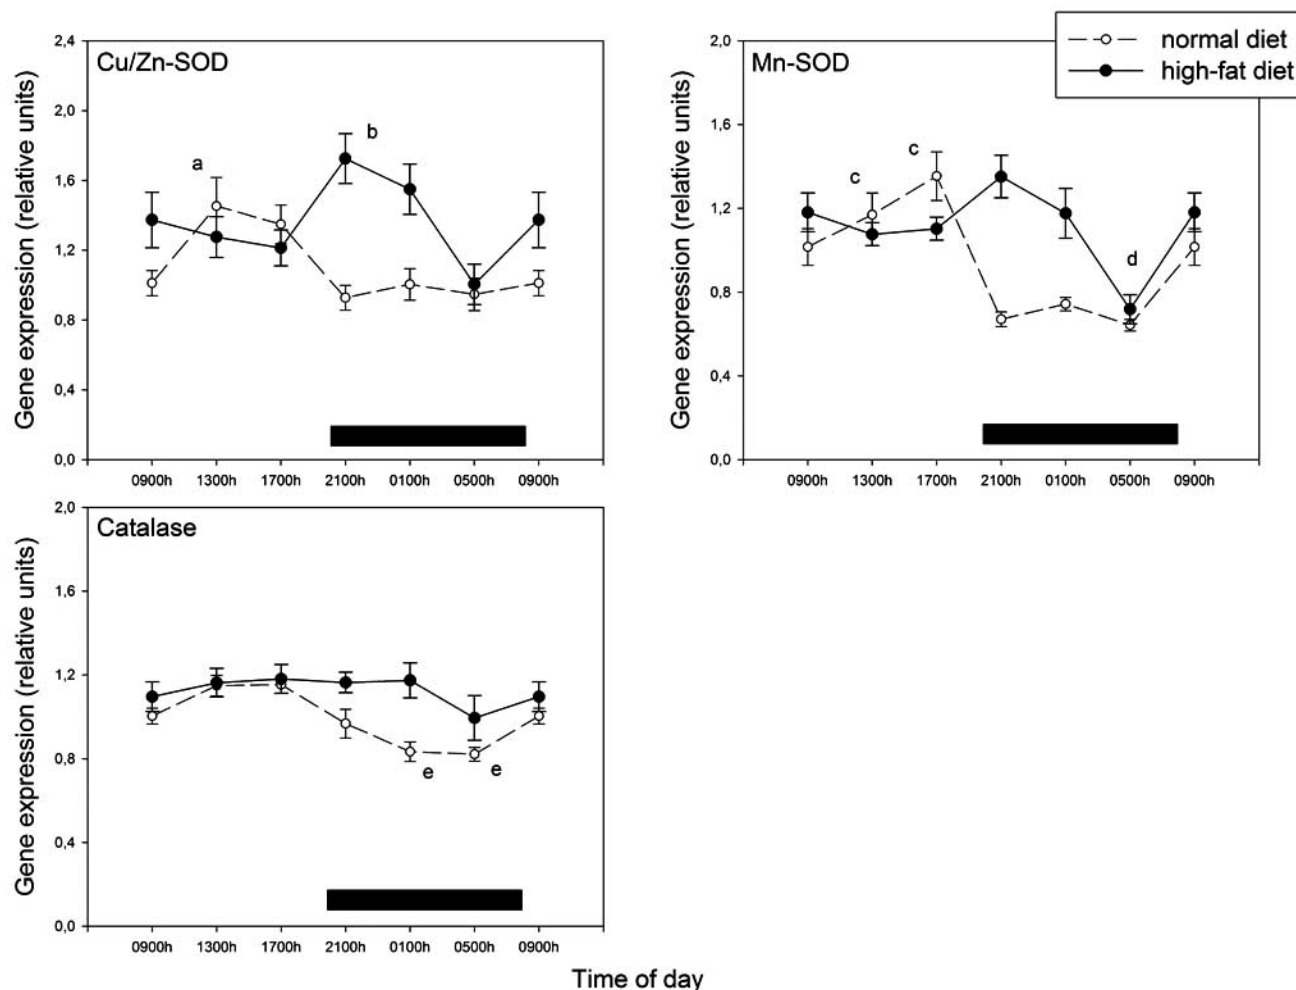 normal diet
high-fat diet
Cu/Zn-SOD
Gene expression (relative units)
2,4
2,0
1,6
1,2
0,8
0,4
0,0
a
b
0900h 1300h 1700h 2100h 0100h 0500h 0900h
Mn-SOD
Gene expression (relative units)
2,0
1,6
1,2
0,8
0,4
0,0
c
c
d
0900h 1300h 1700h 2100h 0100h 0500h 0900h
Catalase
Gene expression (relative units)
2,0
1,6
1,2
0,8
0,4
0,0
e
e
0900h 1300h 1700h 2100h 0100h 0500h 0900h
Time of day